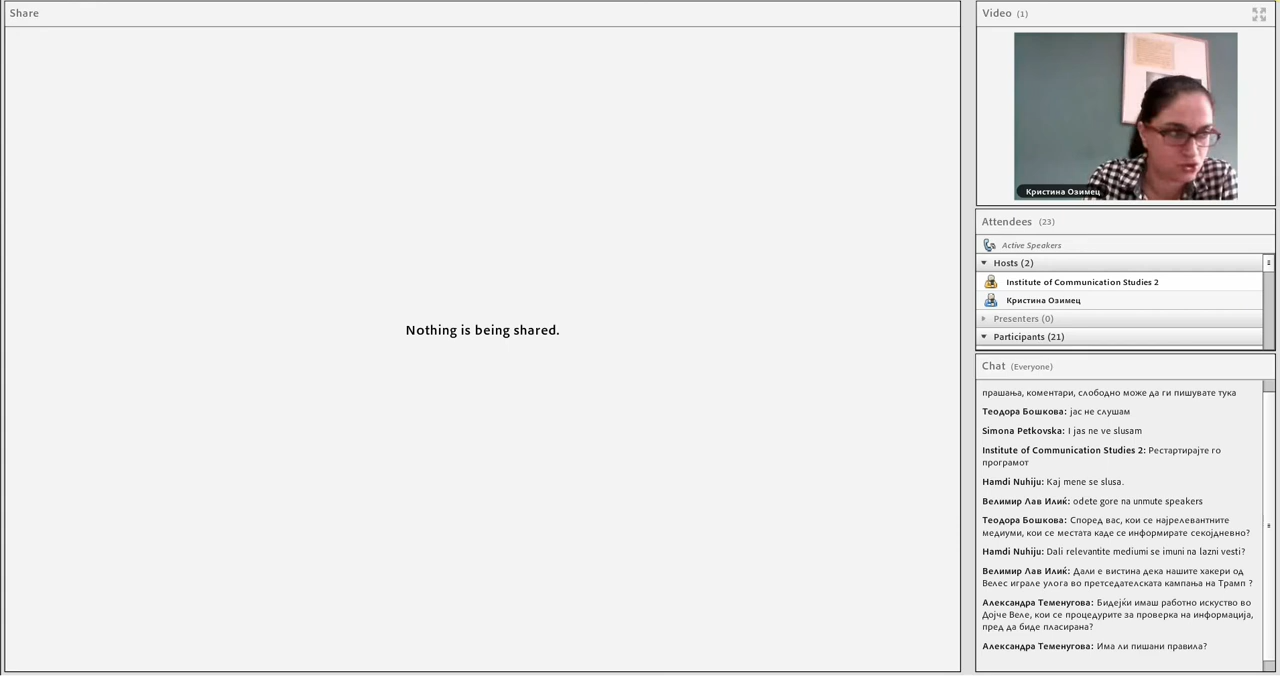 Share
Nothing is being shared.
Video (1)
Кристина Озимец
Attendees (23)
Active Speakers
Hosts (2)
Institute of Communication Studies 2
Кристина Озимец
Presenters (0)
Participants (21)
Chat (Everyone)
прашања, коментари, слободно може да ги пишувате тука
Теодора Бошкова: јас не слушам
Simona Petkovska: I jas ne ve slusam
Institute of Communication Studies 2: Рестартирајте го
програмот
Hamdi Nuhiju: Kaj mene se slusa.
Велимир Лав Илиќ: odete gore na unmute speakers
Теодора Бошкова: Според вас, кои се најрелевантните
медиуми, кои се местата каде се информирате секојдневно?
Hamdi Nuhiju: Dali relevantite mediumi se imuni na lazni vesti?
Велимир Лав Илиќ: Дали е вистина дека нашите хакери од
Велес играле улога во претседателската кампања на Трамп ?
Александра Теменугова: Бидејќи имаш работно искуство во
Дојче Веле, кои се процедурите за проверка на информација,
пред да биде пласирана?
Александра Теменугова: Има ли пишани правила?